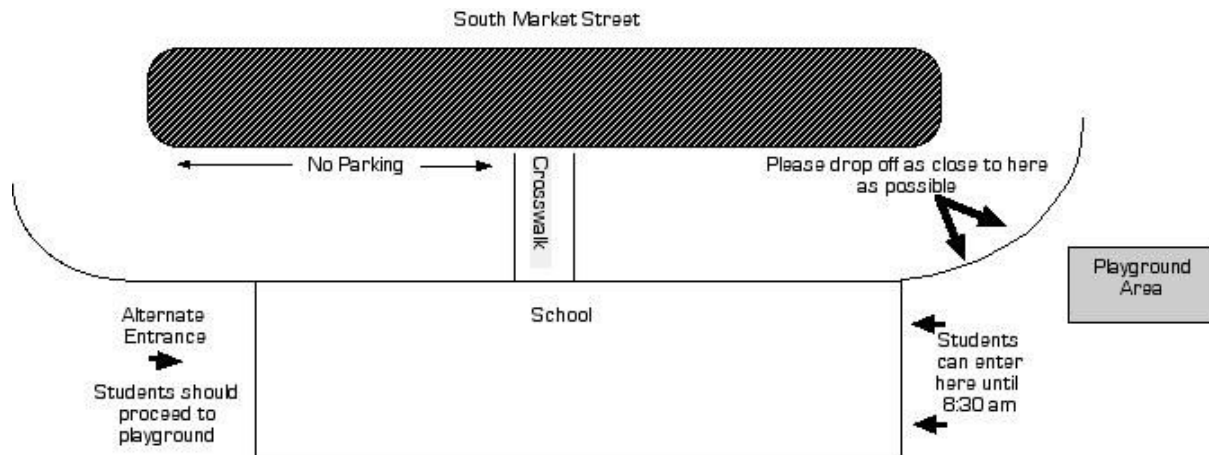 South Market Street
No Parking
Crosswalk
Please drop off as close to here
as possible
Playground
Area
Alternate
Entrance
School
Students
can enter
here until
8:30 am
Students should
proceed to
playground